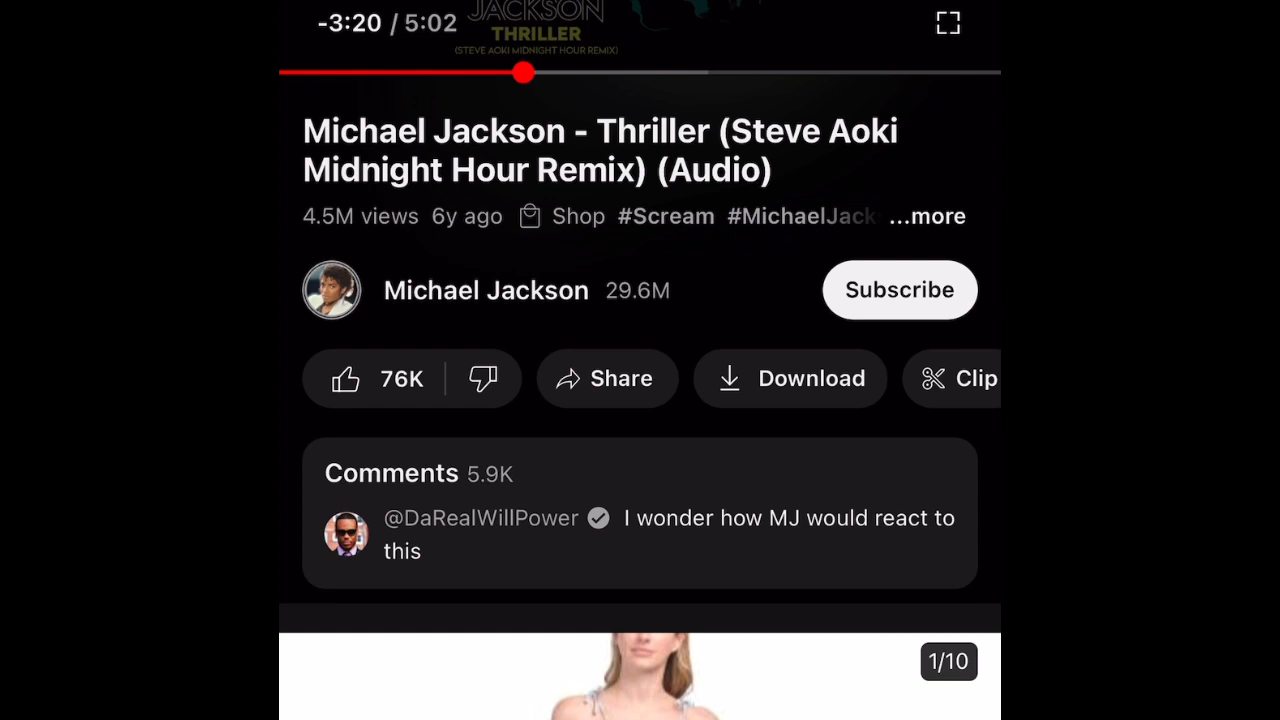 JACKSON
-3:20 / 5:02
THRILLER
(STEVE AOKI MIDNIGHT HOUR REMIX)
Michael Jackson - Thriller (Steve Aoki
Midnight Hour Remix) (Audio)
4.5M views 6y ago Shop #Scream #MichaelJack ...more
Michael Jackson 29.6M Subscribe
76K Share Download Clip
Comments 5.9K
@DaRealWillPower I wonder how MJ would react to
this
1/10